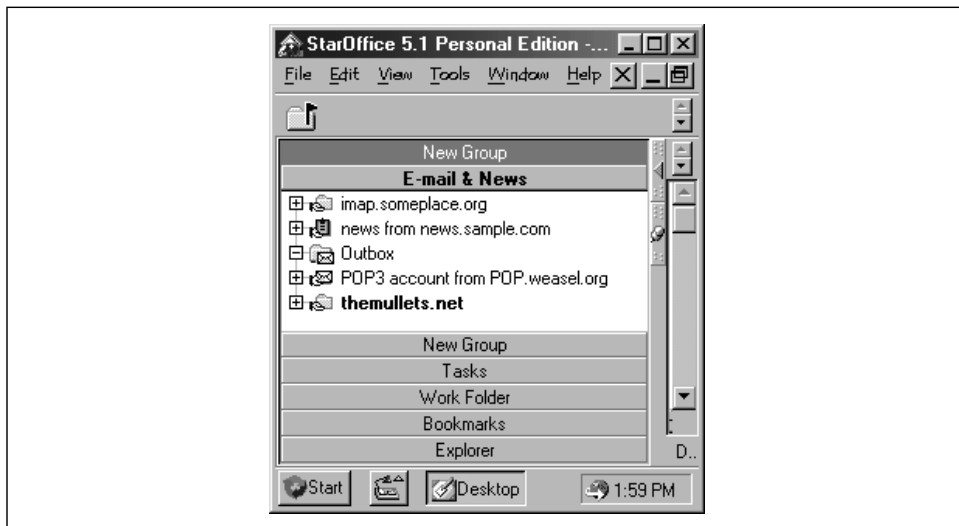 StarOffice 5.1 Personal Edition -...
File Edit View Tools Window Help
New Group
E-mail & News
imap.someplace.org
news from news.sample.com
Outbox
POP3 account from POP.weasel.org
themullets.net
New Group
Tasks
Work Folder
Bookmarks
Explorer
D..
Start Desktop 1:59 PM